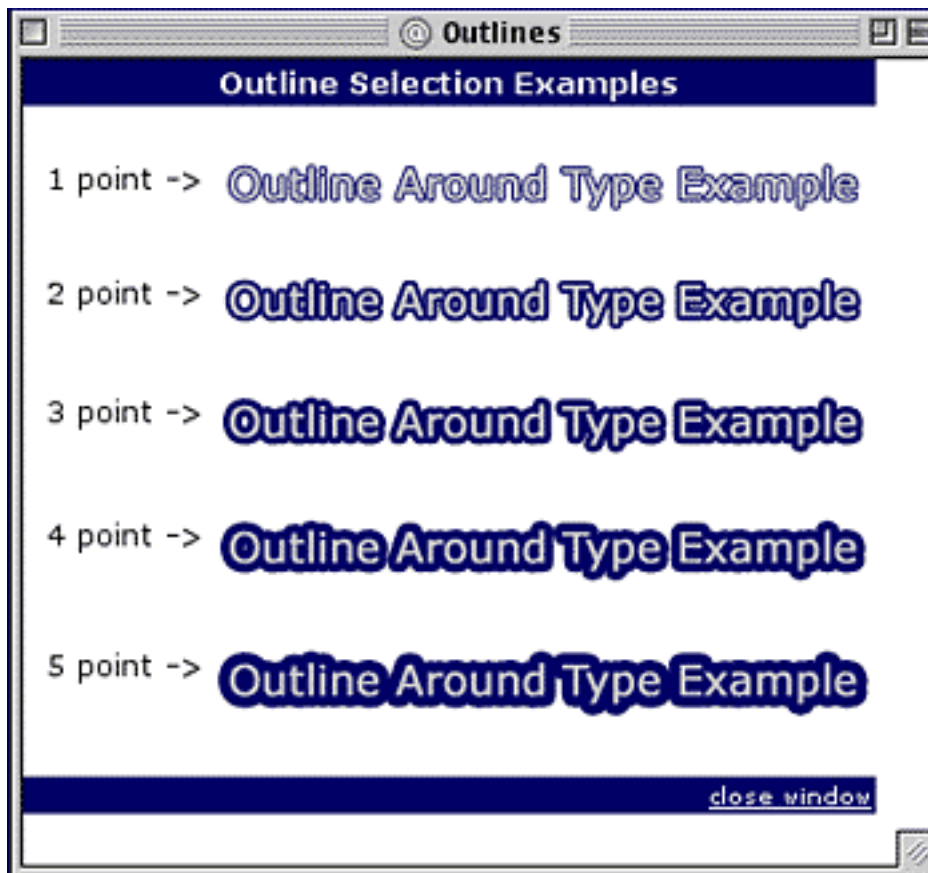 Outlines
Outline Selection Examples
1 point -> Outline Around Type Example
2 point -> Outline Around Type Example
3 point -> Outline Around Type Example
4 point -> Outline Around Type Example
5 point -> Outline Around Type Example
close window